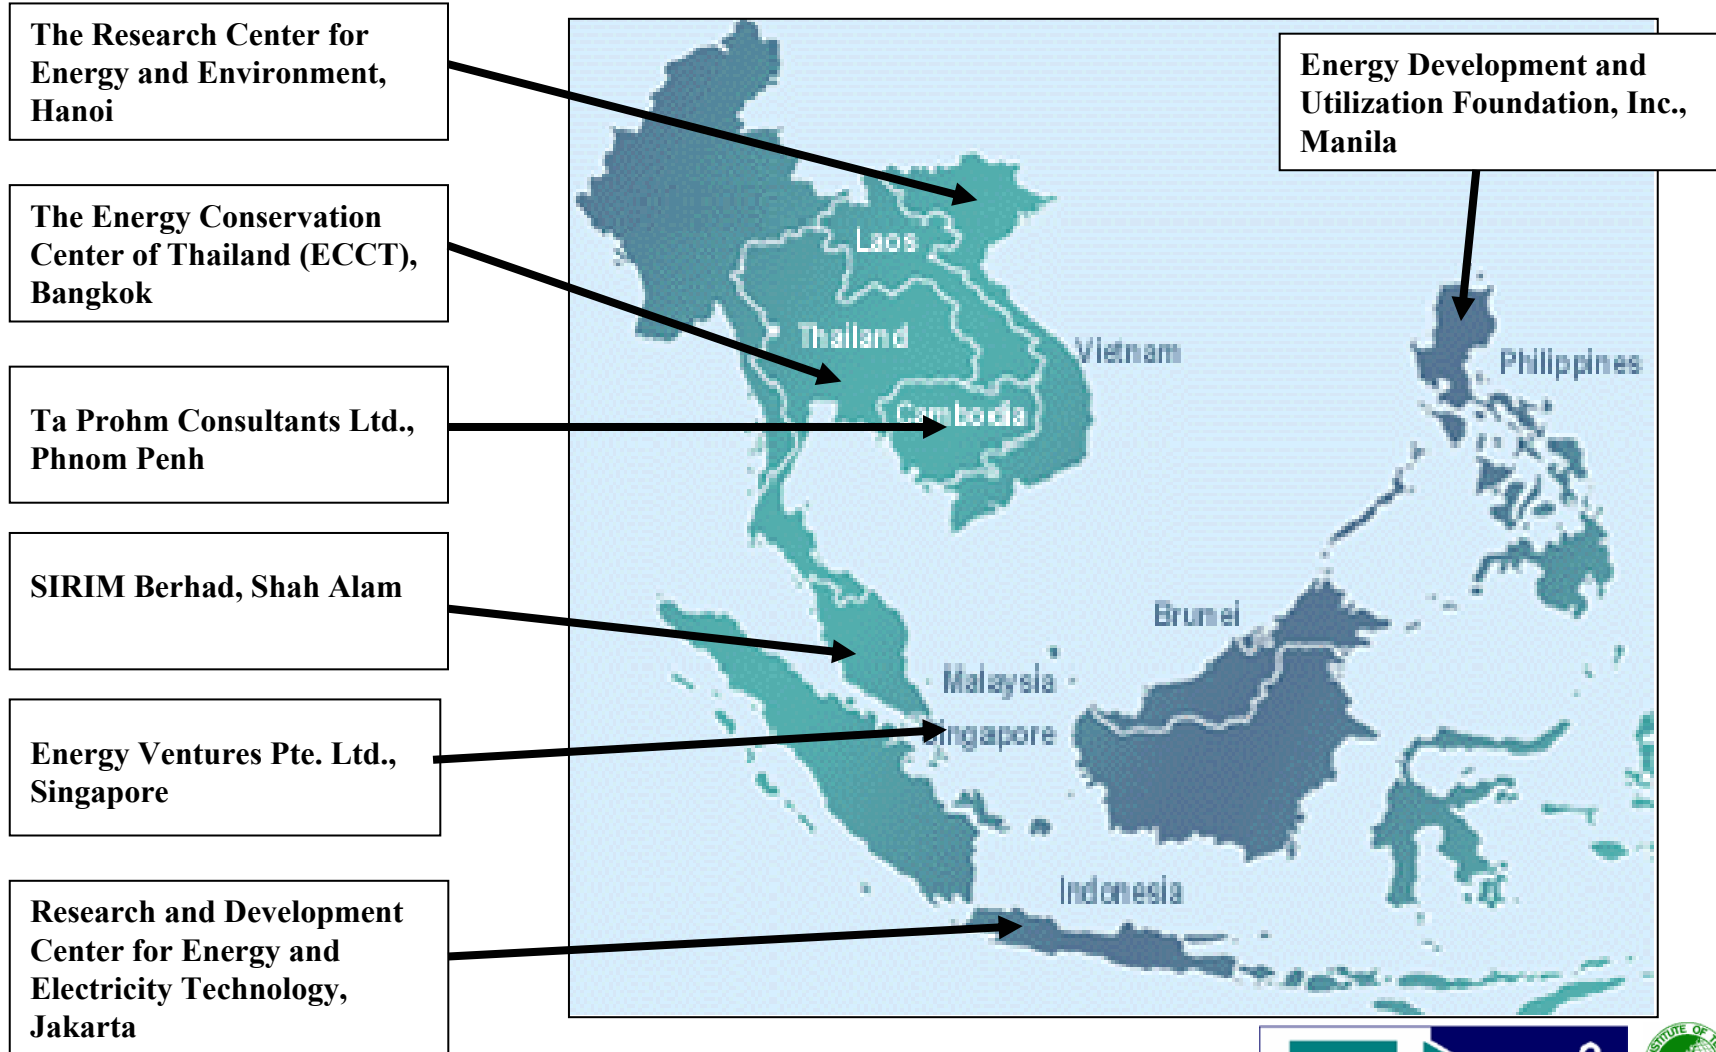 The Research Center for
Energy and Environment,
Hanoi
Energy Development and
Utilization Foundation, Inc.,
Manila
The Energy Conservation
Center of Thailand (ECCT),
Bangkok
Ta Prohm Consultants Ltd.,
Phnom Penh
SIRIM Berhad, Shah Alam
Energy Ventures Pte. Ltd.,
Singapore
Research and Development
Center for Energy and
Electricity Technology,
Jakarta
Laos
Thailand
Vietnam
Cambodia
Philippines
Brunei
Malaysia
Singapore
Indonesia